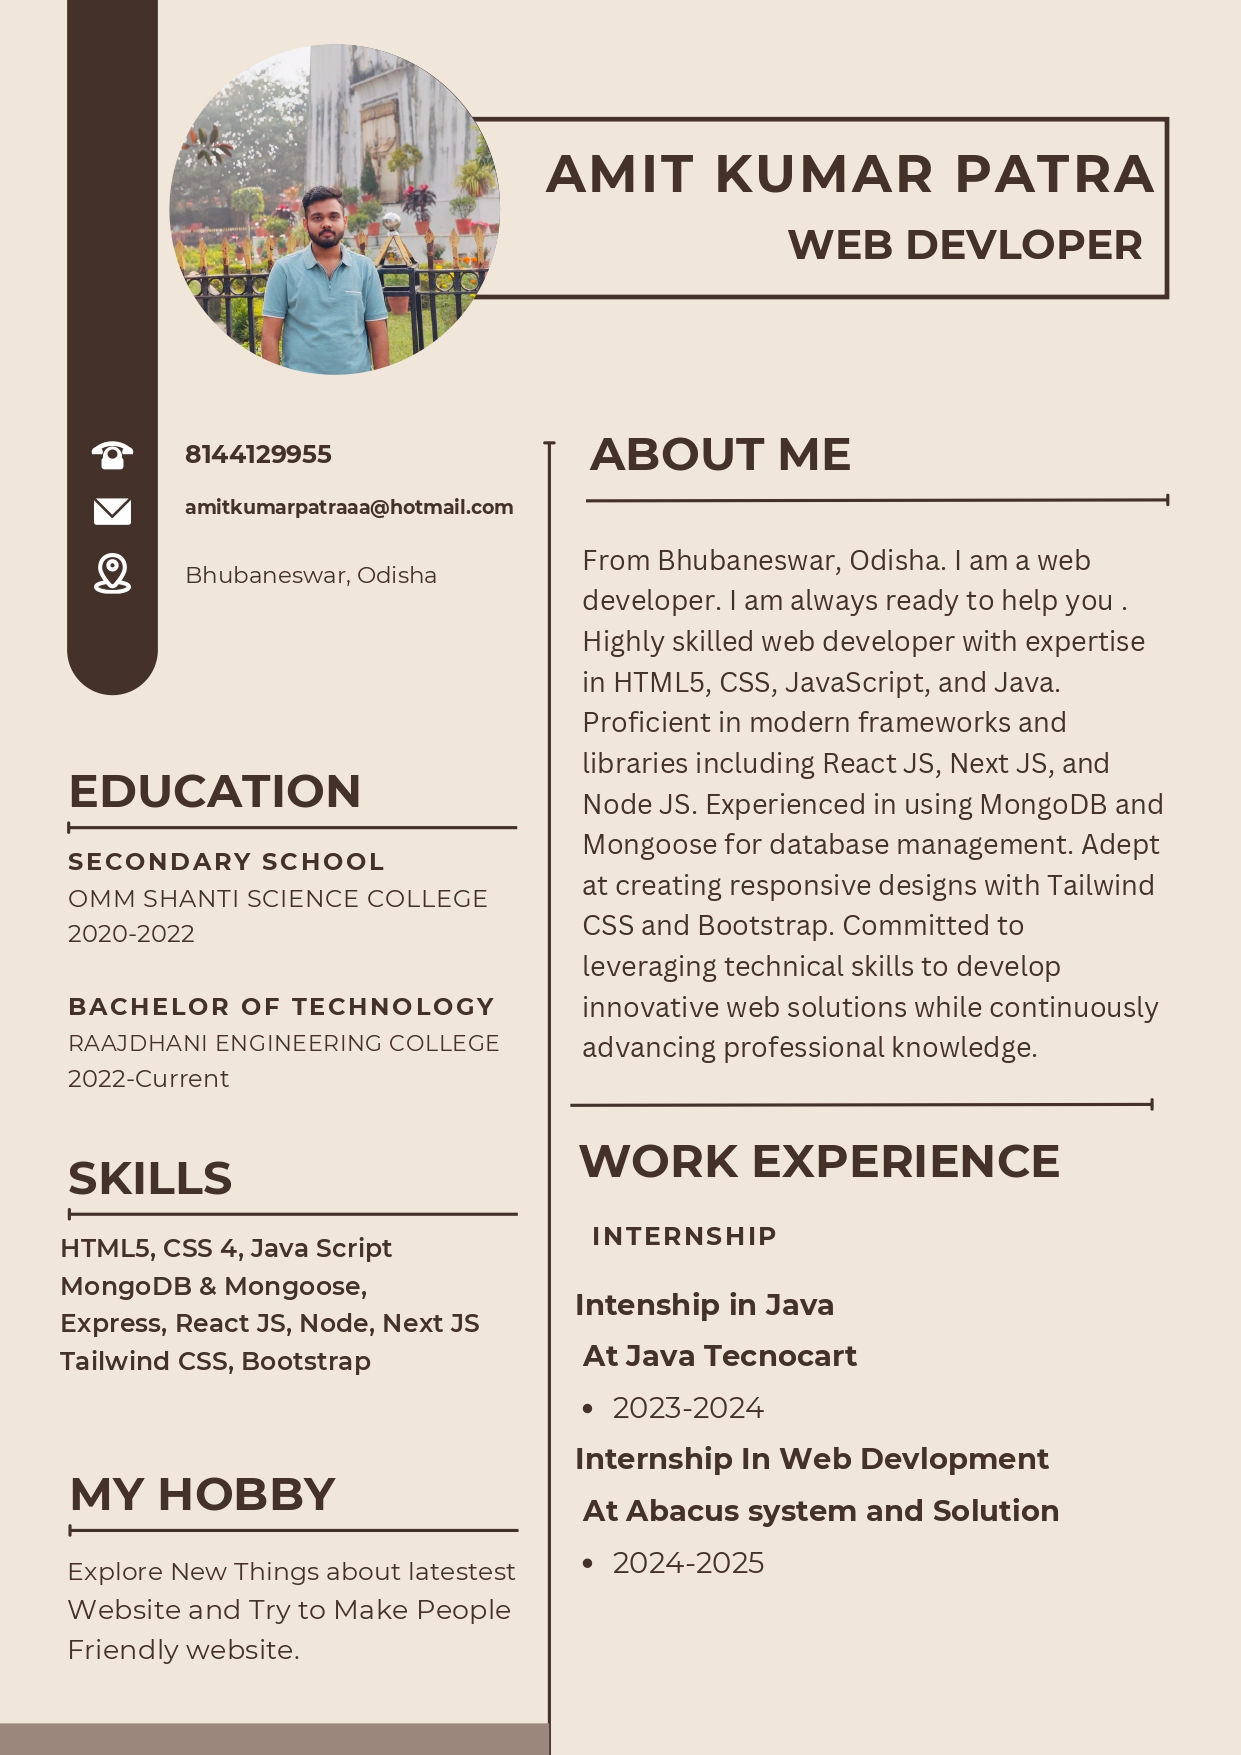 AMIT KUMAR PATRA
WEB DEVLOPER
8144129955
amitkumarpatraaa@hotmail.com
Bhubaneswar, Odisha
EDUCATION
SECONDARY SCHOOL
OMM SHANTI SCIENCE COLLEGE
2020-2022
BACHELOR OF TECHNOLOGY
RAAJDHANI ENGINEERING COLLEGE
2022-Current
SKILLS
HTML5, CSS 4, Java Script
MongoDB & Mongoose,
Express, React JS, Node, Next JS
Tailwind CSS, Bootstrap
MY HOBBY
Explore New Things about latestest
Website and Try to Make People
Friendly website.
ABOUT ME
From Bhubaneswar, Odisha. I am a web
developer. I am always ready to help you .
Highly skilled web developer with expertise
in HTML5, CSS, JavaScript, and Java.
Proficient in modern frameworks and
libraries including React JS, Next JS, and
Node JS. Experienced in using MongoDB and
Mongoose for database management. Adept
at creating responsive designs with Tailwind
CSS and Bootstrap. Committed to
leveraging technical skills to develop
innovative web solutions while continuously
advancing professional knowledge.
WORK EXPERIENCE
INTERNSHIP
Intenship in Java
At Java Tecnocart
• 2023-2024
Internship In Web Devlopment
At Abacus system and Solution
• 2024-2025